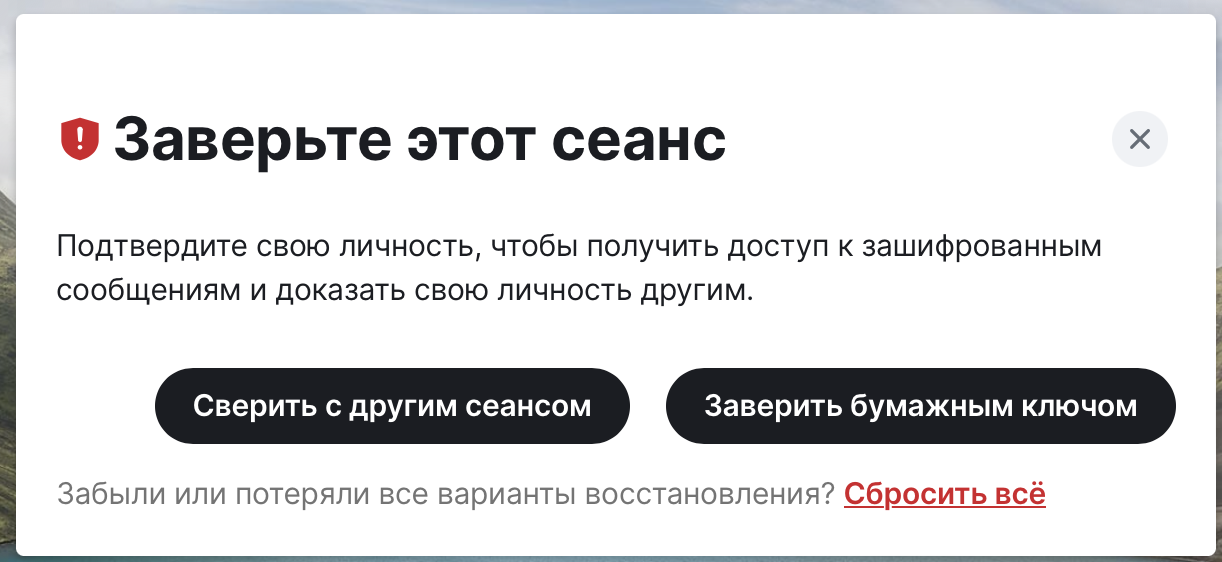 Заверьте этот сеанс
Подтвердите свою личность, чтобы получить доступ к зашифрованным
сообщениям и доказать свою личность другим.
Сверить с другим сеансом
Заверить бумажным ключом
Забыли или потеряли все варианты восстановления? Сбросить всё